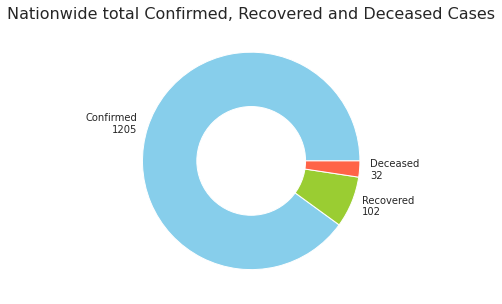 Nationwide total Confirmed, Recovered and Deceased Cases
Confirmed
1205
Deceased
32
Recovered
102